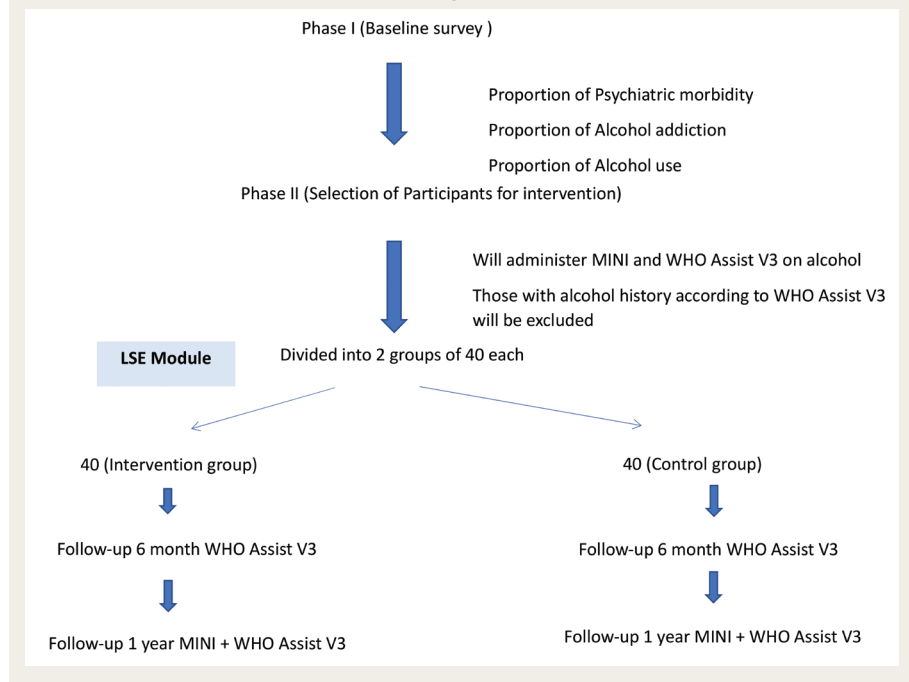 Phase I (Baseline survey )
Proportion of Psychiatric morbidity
Proportion of Alcohol addiction
Proportion of Alcohol use
Phase II (Selection of Participants for intervention)
Will administer MINI and WHO Assist V3 on alcohol
Those with alcohol history according to WHO Assist V3
will be excluded
LSE Module
Divided into 2 groups of 40 each
40 (Intervention group)
40 (Control group)
Follow-up 6 month WHO Assist V3
Follow-up 6 month WHO Assist V3
Follow-up 1 year MINI + WHO Assist V3
Follow-up 1 year MINI + WHO Assist V3